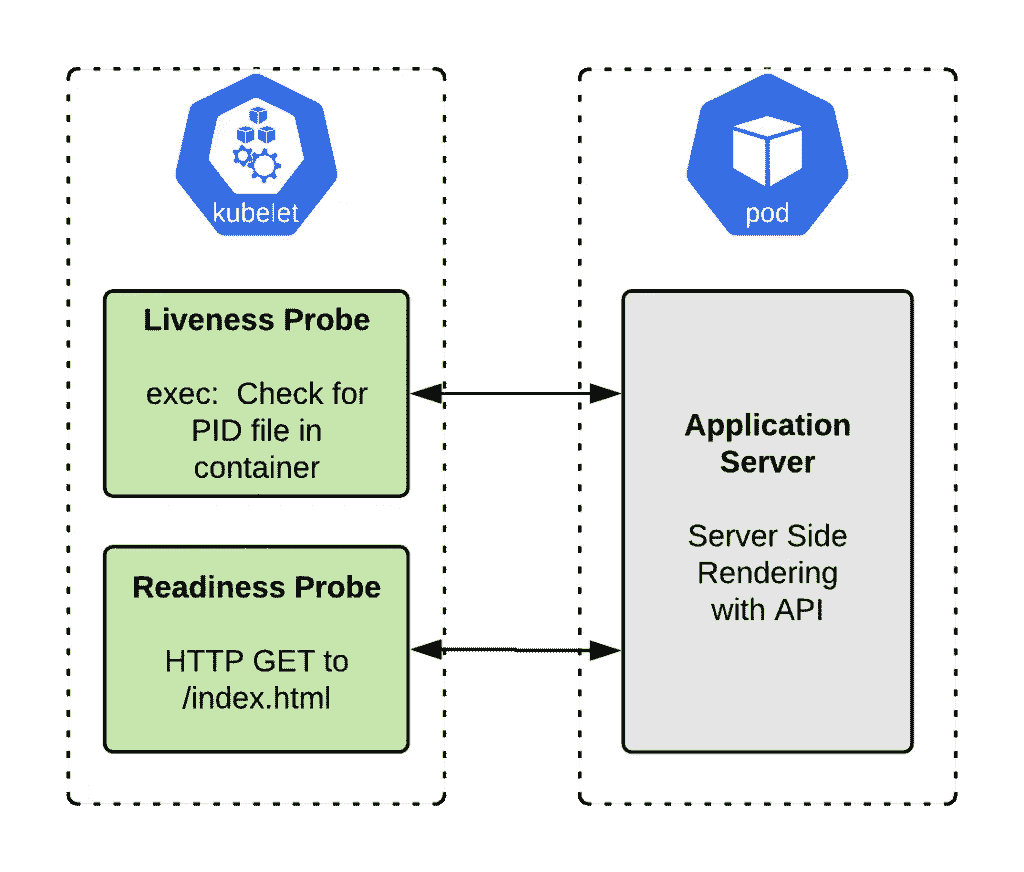 kubelet
Liveness Probe
exec: Check for
PID file in
container
Readiness Probe
HTTP GET to
/index.html
pod
Application
Server
Server Side
Rendering
with API